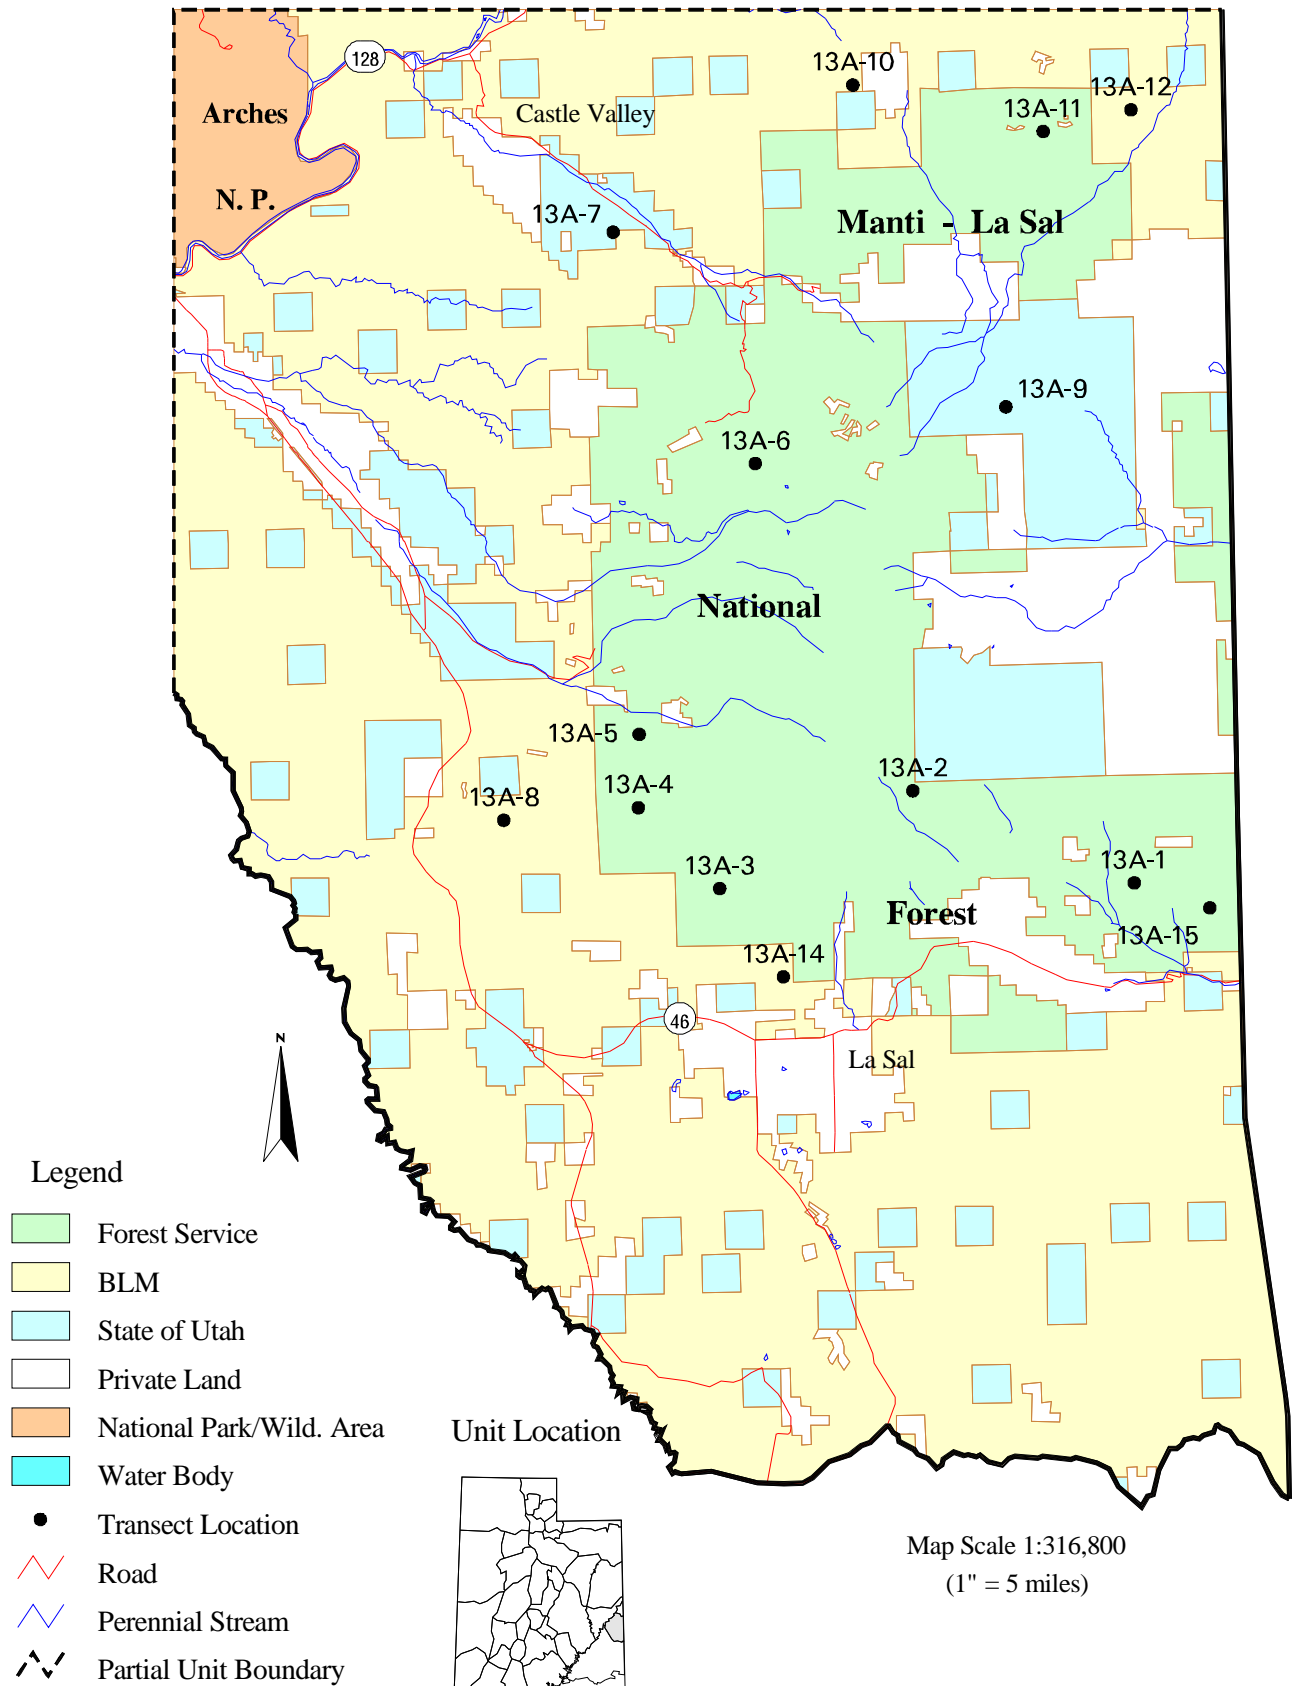 128
13A-10
13A-12
Arches
Castle Valley
13A-11
N. P.
13A-7
Manti - La Sal
13A-9
13A-6
National
13A-5
13A-2
13A-4
13A-8
13A-3
13A-1
Forest
13A-15
13A-14
46
La Sal
N
Legend
Forest Service
BLM
State of Utah
Private Land
National Park/Wild. Area
Water Body
Transect Location
Road
Perennial Stream
Partial Unit Boundary
Unit Location
Map Scale 1:316,800
(1" = 5 miles)